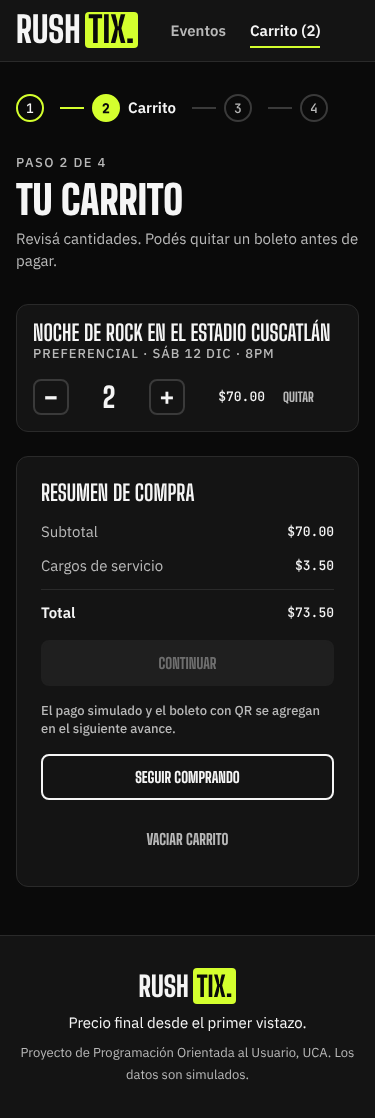 RUSH TIX. Eventos Carrito (2)
1 2 Carrito 3 4
PASO 2 DE 4
TU CARRITO
Revisá cantidades. Podés quitar un boleto antes de
pagar.
NOCHE DE ROCK EN EL ESTADIO CUSCATLÁN
PREFERENCIAL · SÁB 12 DIC · 8PM
− 2 + $70.00 QUITAR
RESUMEN DE COMPRA
Subtotal $70.00
Cargos de servicio $3.50
Total $73.50
CONTINUAR
El pago simulado y el boleto con QR se agregan
en el siguiente avance.
SEGUIR COMPRANDO
VACIAR CARRITO
RUSH TIX.
Precio final desde el primer vistazo.
Proyecto de Programación Orientada al Usuario, UCA. Los
datos son simulados.